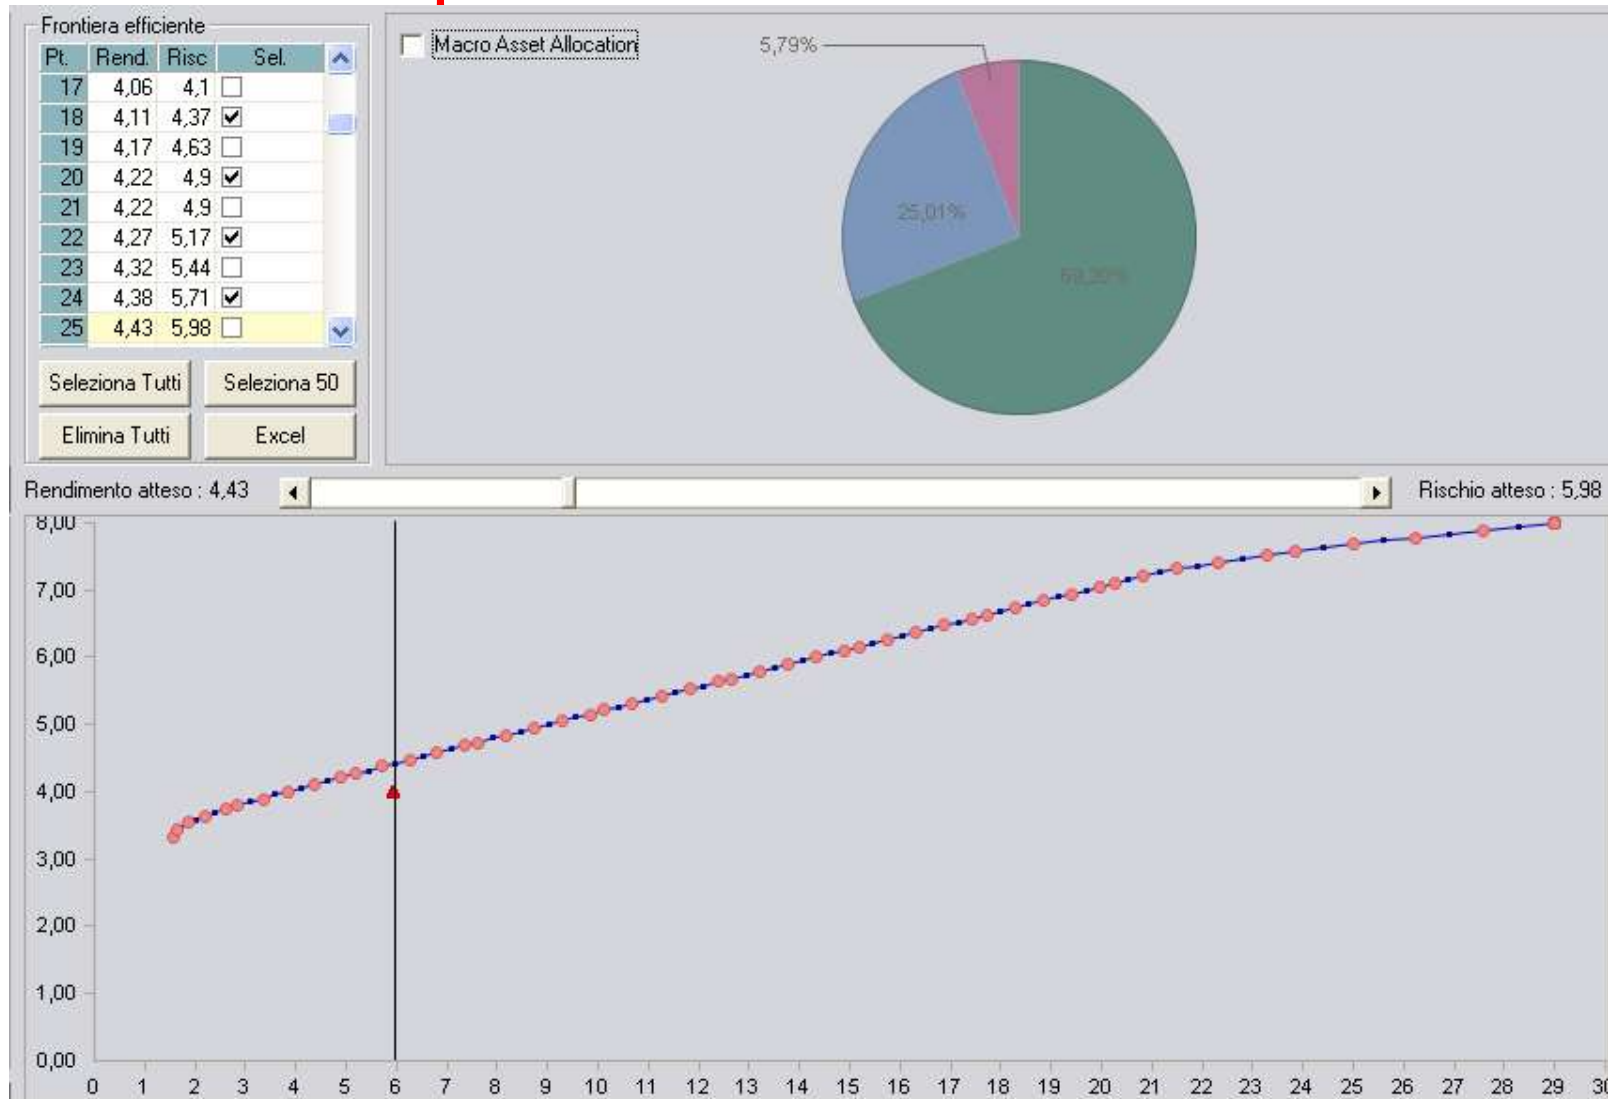 Frontiera efficiente
Pt. Rend. Risc Sel.
17 4,06 4,1
18 4,11 4,37
19 4,17 4,63
20 4,22 4,9
21 4,22 4,9
22 4,27 5,17
23 4,32 5,44
24 4,38 5,71
25 4,43 5,98
Seleziona Tutti Seleziona 50
Elimina Tutti Excel
Macro Asset Allocation
5,79%
25,01%
Rendimento atteso : 4,43 Rischio atteso : 5,98
8,00
7,00
6,00
5,00
4,00
3,00
2,00
1,00
0,00
0 1 2 3 4 5 6 7 8 9 10 11 12 13 14 15 16 17 18 19 20 21 22 23 24 25 26 27 28 29